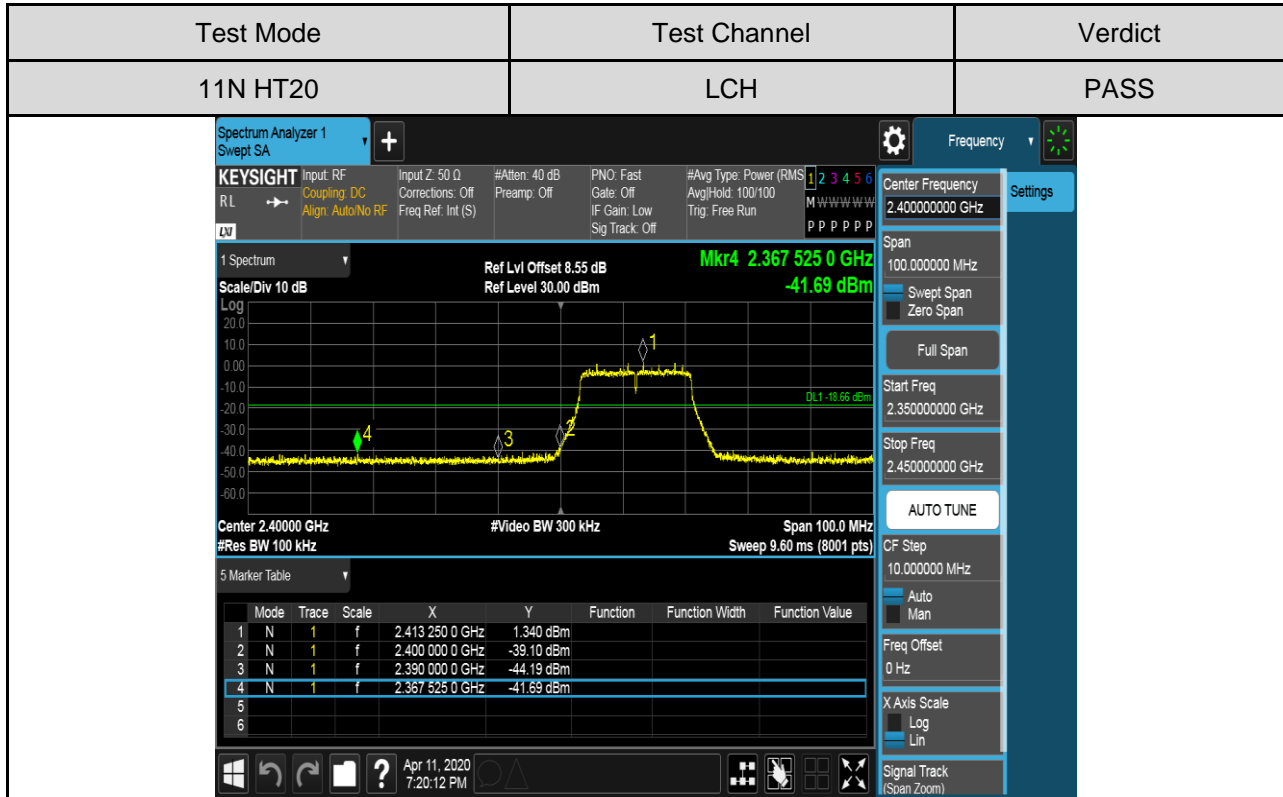 Test Mode Test Channel Verdict
11N HT20 LCH PASS
Spectrum Analyzer 1
Swept SA
+
Frequency
KEYSIGHT Input: RF Input Z: 50 Ω #Atten: 40 dB PNO: Fast #Avg Type: Power (RMS 1 2 3 4 5 6
RL Coupling: DC Corrections: Off Preamp: Off Gate: Off Avg|Hold: 100/100 M W W W W W
Align: Auto/No RF Freq Ref: Int (S) IF Gain: Low Trig: Free Run
LXI Sig Track: Off P P P P P P
1 Spectrum
Scale/Div 10 dB
Ref Lvl Offset 8.55 dB
Ref Level 30.00 dBm
Mkr4 2.367 525 0 GHz
-41.69 dBm
Log
20.0
10.0
0.00
-10.0
-20.0
-30.0
-40.0
-50.0
-60.0
1
DL1 -18.66 dBm
4
3
2
Center 2.40000 GHz #Video BW 300 kHz Span 100.0 MHz
#Res BW 100 kHz Sweep 9.60 ms (8001 pts)
5 Marker Table
Mode Trace Scale X Y Function Function Width Function Value
1 N 1 f 2.413 250 0 GHz 1.340 dBm
2 N 1 f 2.400 000 0 GHz -39.10 dBm
3 N 1 f 2.390 000 0 GHz -44.19 dBm
4 N 1 f 2.367 525 0 GHz -41.69 dBm
5
6
?
Apr 11, 2020
7:20:12 PM
Center Frequency
2.400000000 GHz
Settings
Span
100.000000 MHz
Swept Span
Zero Span
Full Span
Start Freq
2.350000000 GHz
Stop Freq
2.450000000 GHz
AUTO TUNE
CF Step
10.000000 MHz
Auto
Man
Freq Offset
0 Hz
X Axis Scale
Log
Lin
Signal Track
(Span Zoom)